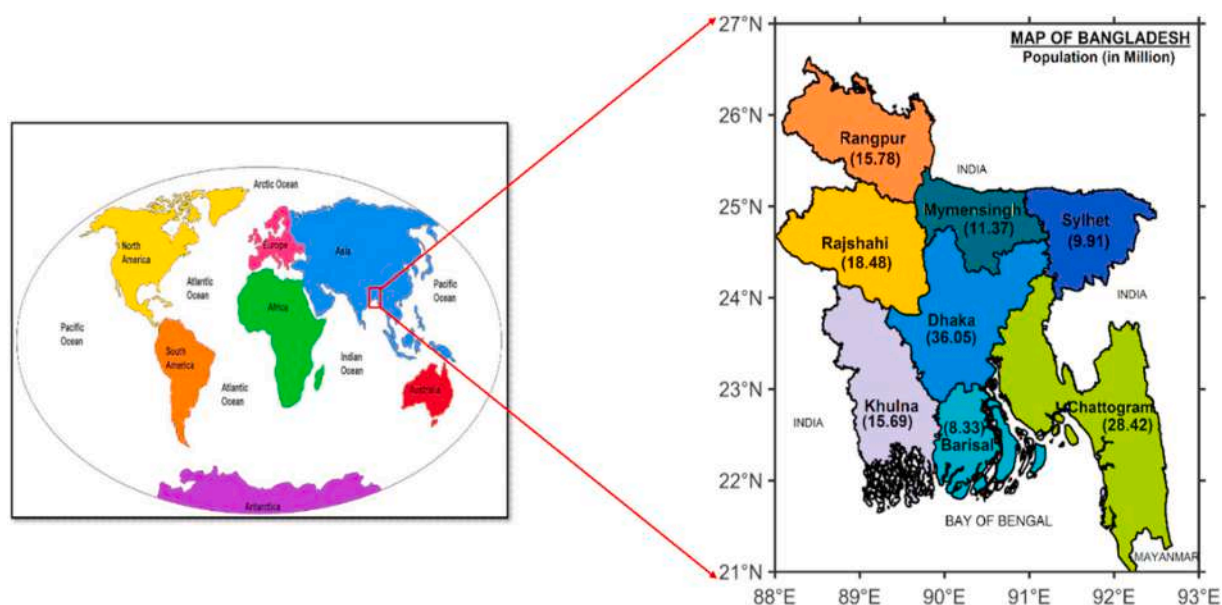 Arctic Ocean
North
America
Europe
Asia
Atlantic
Ocean
Pacific
Ocean
Africa
Pacific
Ocean
South
America
Indian
Ocean
Atlantic
Ocean
Australia
Antarctica
27°N
26°N
25°N
24°N
23°N
22°N
21°N
88°E
89°E
90°E
91°E
92°E
93°E
MAP OF BANGLADESH
Population (in Million)
Rangpur
(15.78)
INDIA
Mymensingh
(11.37)
Sylhet
(9.91)
Rajshahi
(18.48)
INDIA
Dhaka
(36.05)
Khulna
(15.69)
INDIA
(8.33)
Barisal
Chattogram
(28.42)
BAY OF BENGAL
MAYANMAR